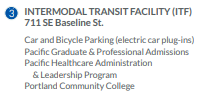 3 INTERMODAL TRANSIT FACILITY (ITF)
711 SE Baseline St.
Car and Bicycle Parking (electric car plug-ins)
Pacific Graduate & Professional Admissions
Pacific Healthcare Administration
& Leadership Program
Portland Community College